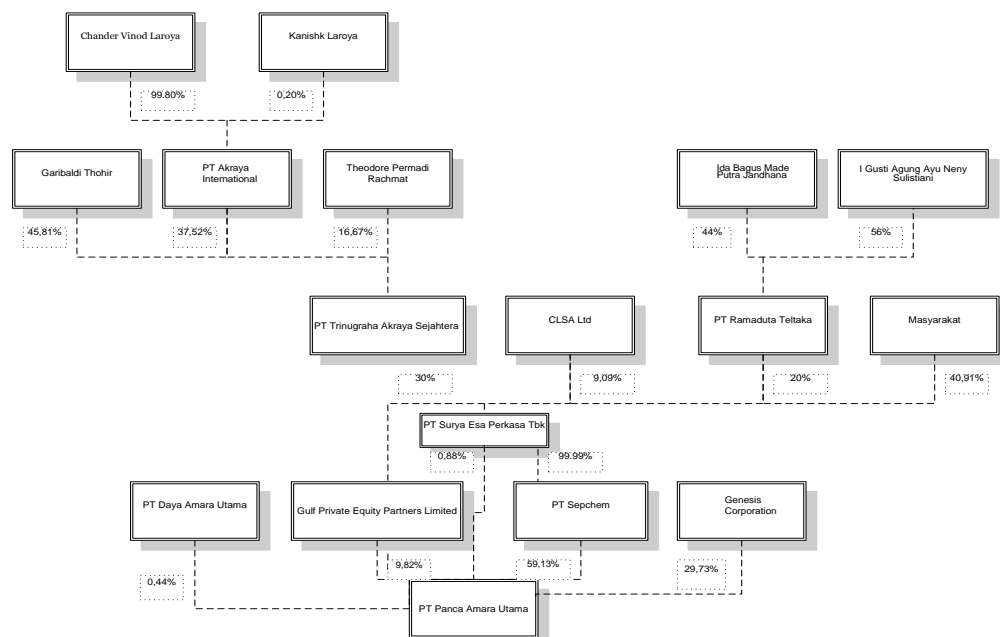 Chander Vinod Laroya
Kanishk Laroya
99.80%
0,20%
Garibaldi Thohir
PT Akraya
International
Theodore Permadi
Rachmat
Ida Bagus Made
Putra Jandhana
I Gusti Agung Ayu Neny
Sulistiani
45,81%
37,52%
16,67%
44%
56%
PT Trinugraha Akraya Sejahtera
CLSA Ltd
PT Ramaduta Teltaka
Masyarakat
30%
9,09%
20%
40,91%
PT Surya Esa Perkasa Tbk
0,88%
99.99%
PT Daya Amara Utama
Gulf Private Equity Partners Limited
PT Sepchem
Genesis
Corporation
0,44%
9,82%
59,13%
29,73%
PT Panca Amara Utama